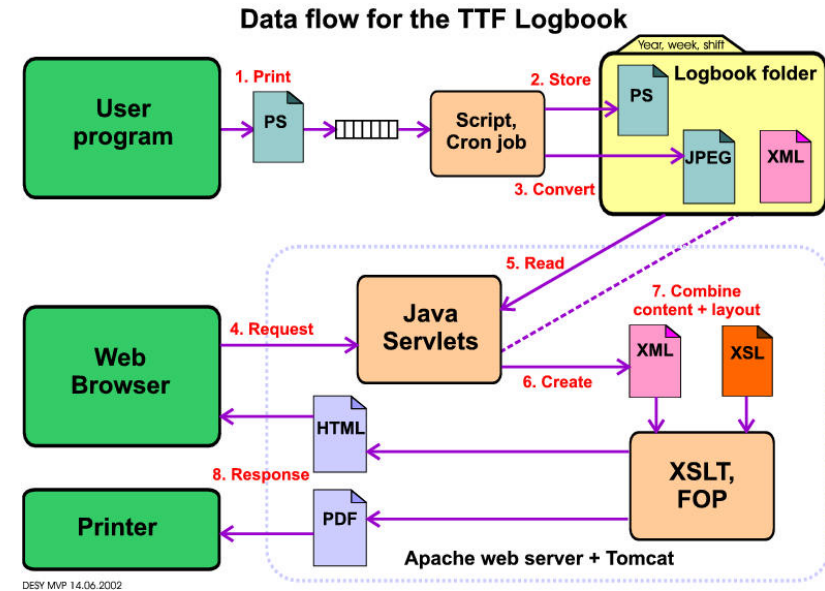 Data flow for the TTF Logbook
Year, week, shift
Logbook folder
1. Print
2. Store
User
program
PS
Script,
Cron job
PS
JPEG
XML
3. Convert
5. Read
7. Combine
content + layout
Java
Servlets
4. Request
Web
Browser
XML
XSL
6. Create
HTML
XSLT,
FOP
8. Response
Printer
PDF
Apache web server + Tomcat
DESY MVP 14.06.2002